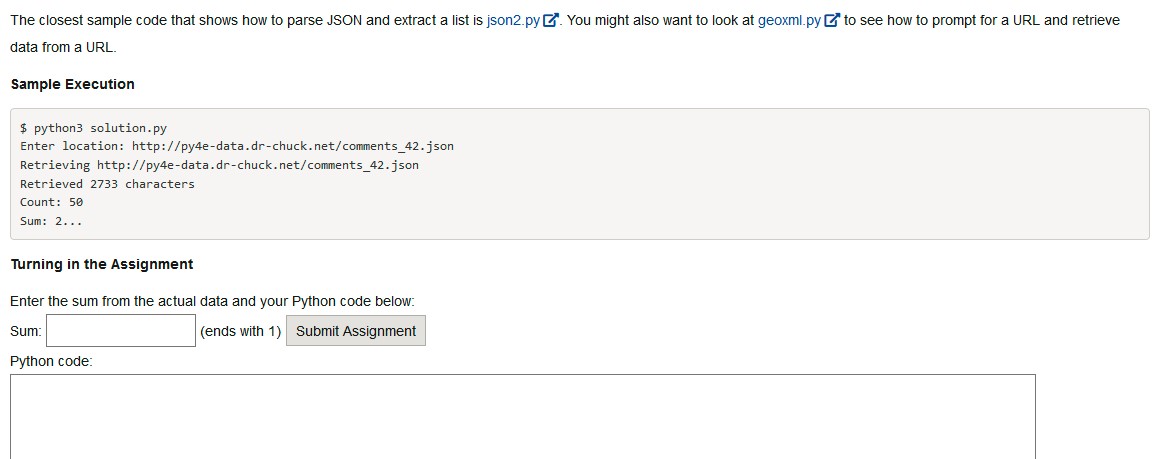 The closest sample code that shows how to parse JSON and extract a list is json2.py. You might also want to look at geoxml.py to see how to prompt for a URL and retrieve
data from a URL.
Sample Execution
$ python3 solution.py
Enter location: http://py4e-data.dr-chuck.net/comments_42.json
Retrieving http://py4e-data.dr-chuck.net/comments_42.json
Retrieved 2733 characters
Count: 50
Sum: 2...
Turning in the Assignment
Enter the sum from the actual data and your Python code below:
Sum: (ends with 1) Submit Assignment
Python code: